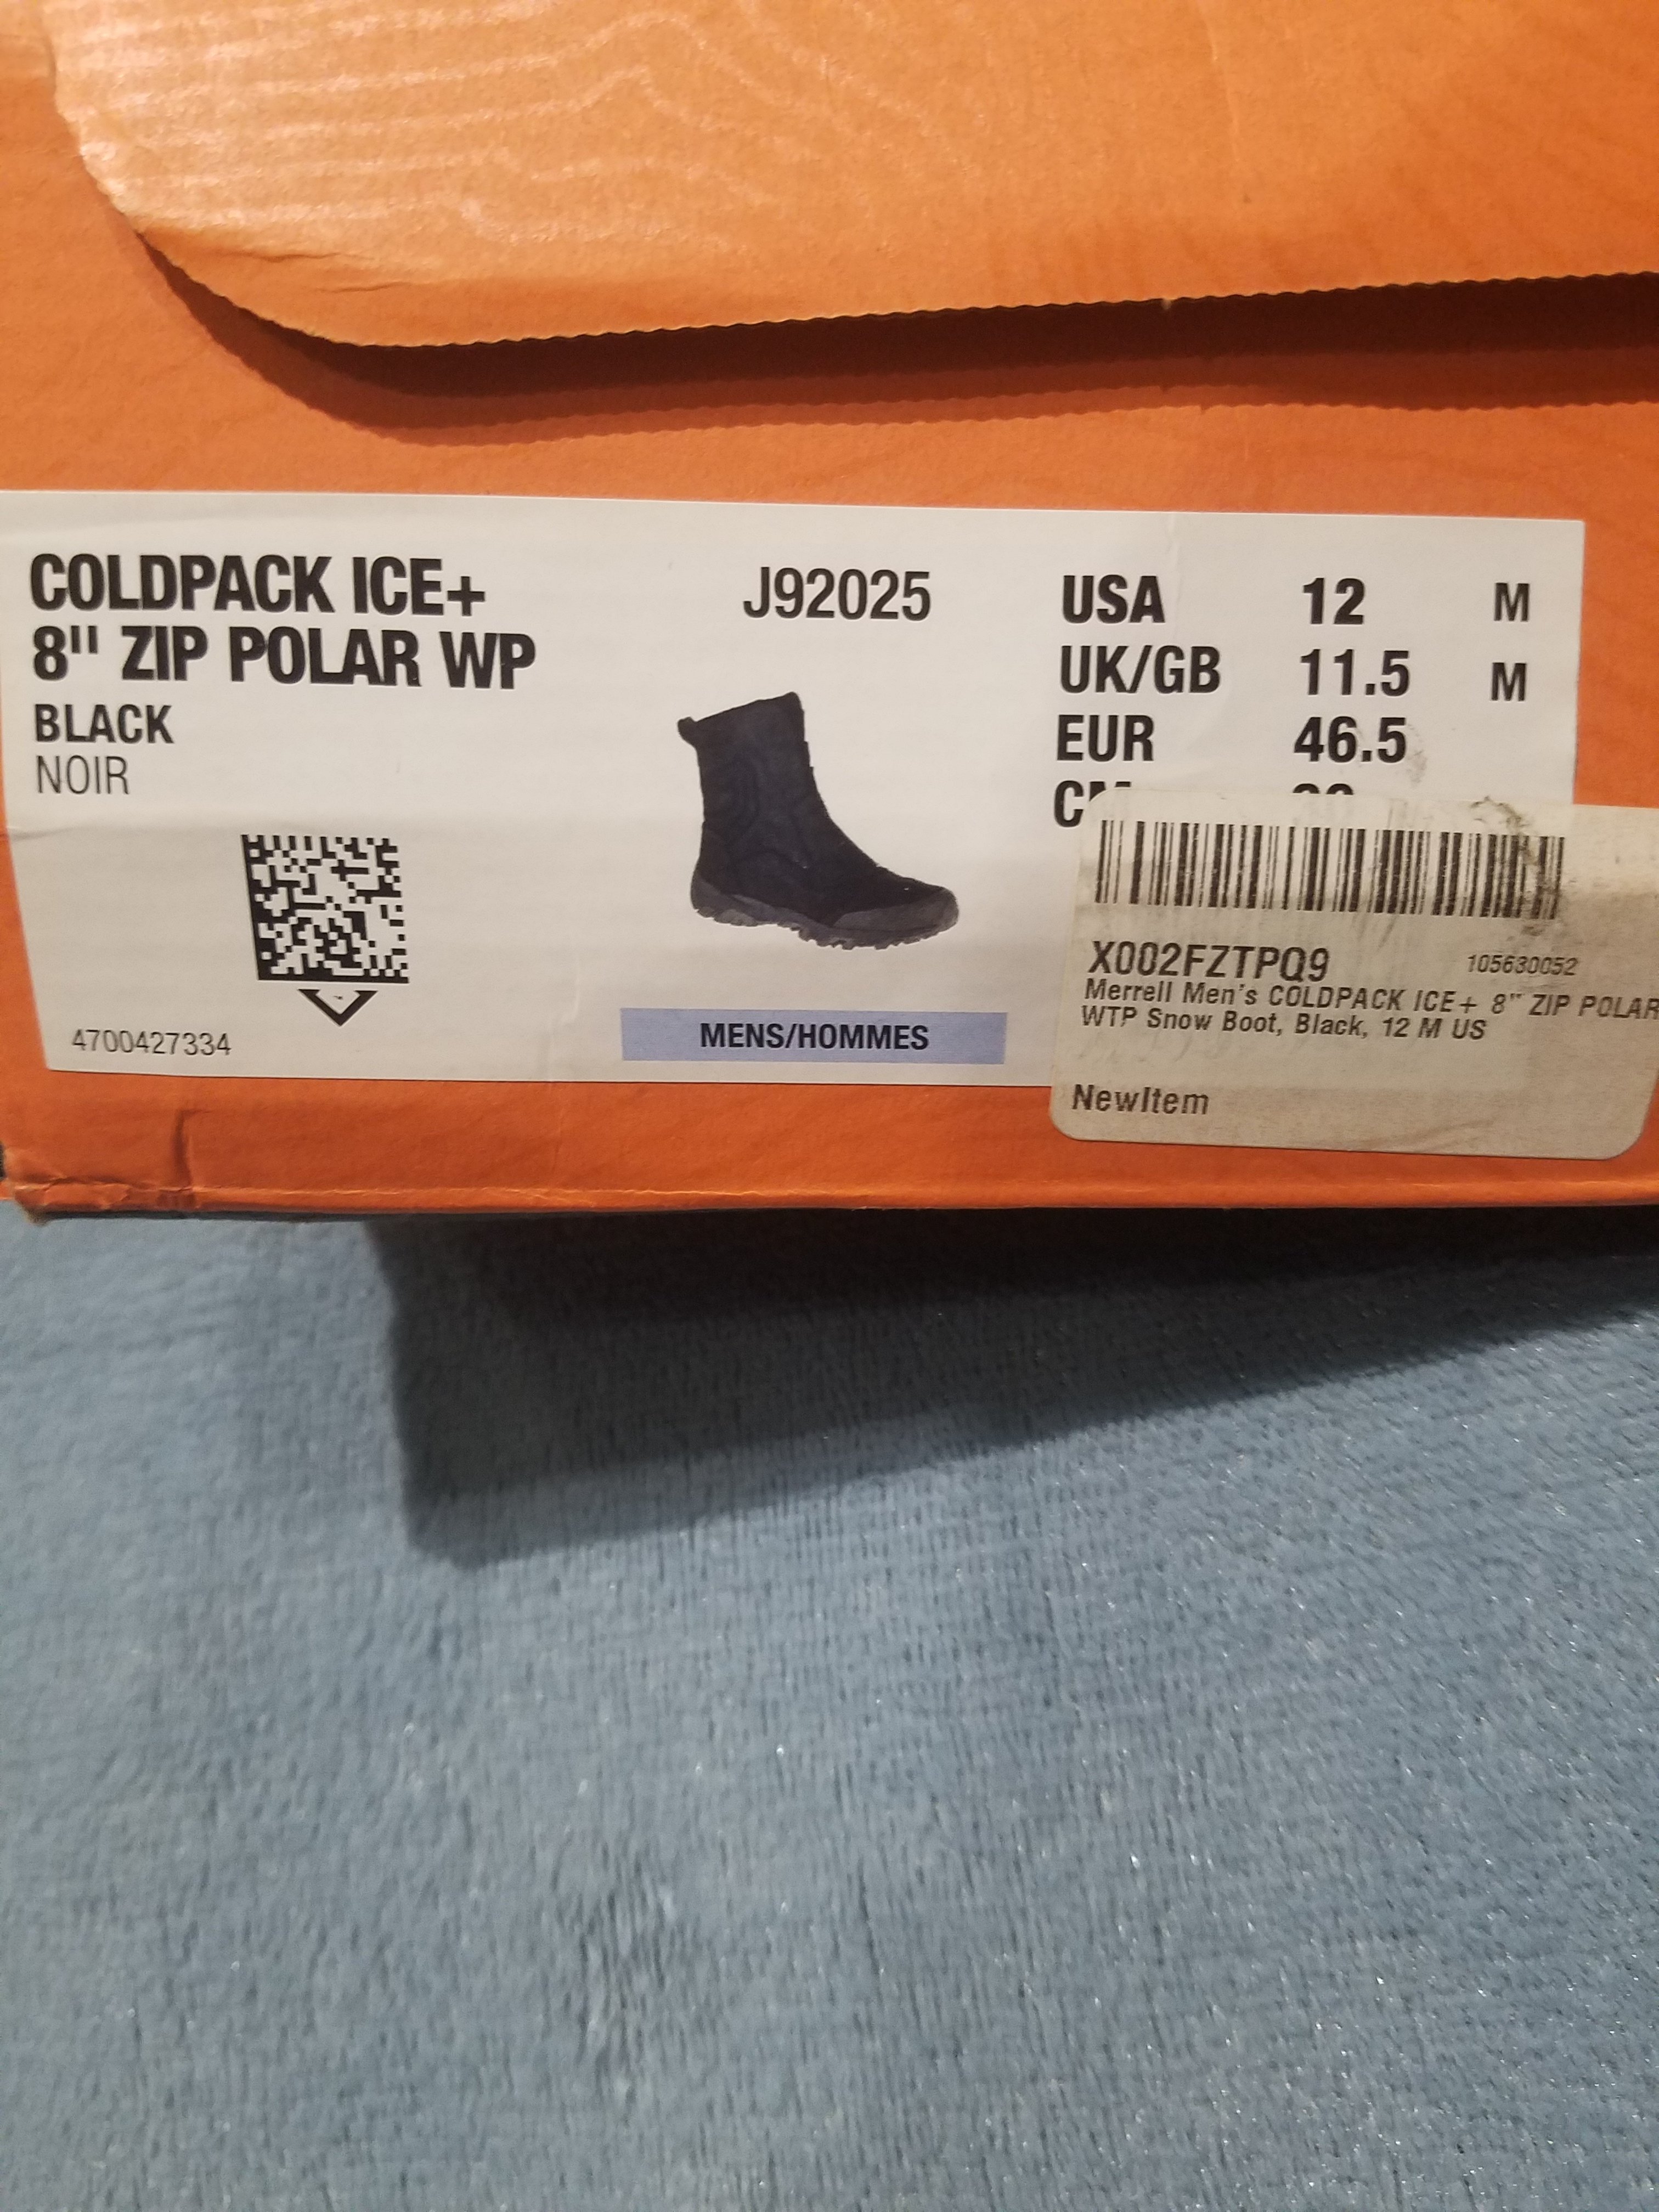 COLDPACK ICE+
8" ZIP POLAR WP
BLACK
NOIR
4700427334
J92025
MENS/HOMMES
USA 12 M
UK/GB 11.5 M
EUR 46.5
X002FZTPQ9 105630052
Merrell Men's COLDPACK ICE+ 8" ZIP POLAR
WTP Snow Boot, Black, 12 M US
NewItem